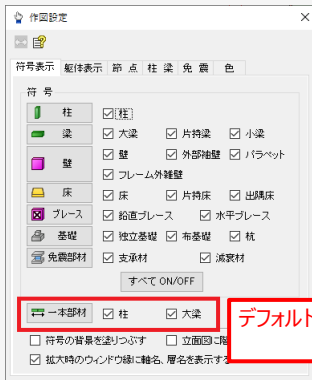 作図設定
符号表示 躯体表示 節 点 柱 梁 免 震 色
符 号
柱 柱
梁 大梁 片持梁 小梁
壁 壁 外部袖壁 パラペット
フレーム外雑壁
床 床 片持床 出隅床
ブレース 鉛直ブレース 水平ブレース
基礎 独立基礎 布基礎 杭
免震部材 支承材 減衰材
すべて ON/OFF
一本部材 柱 大梁
デフォルト
符号の背景を塗りつぶす 立面図に
拡大時のウィンドウ縁に軸名、層名を表示す